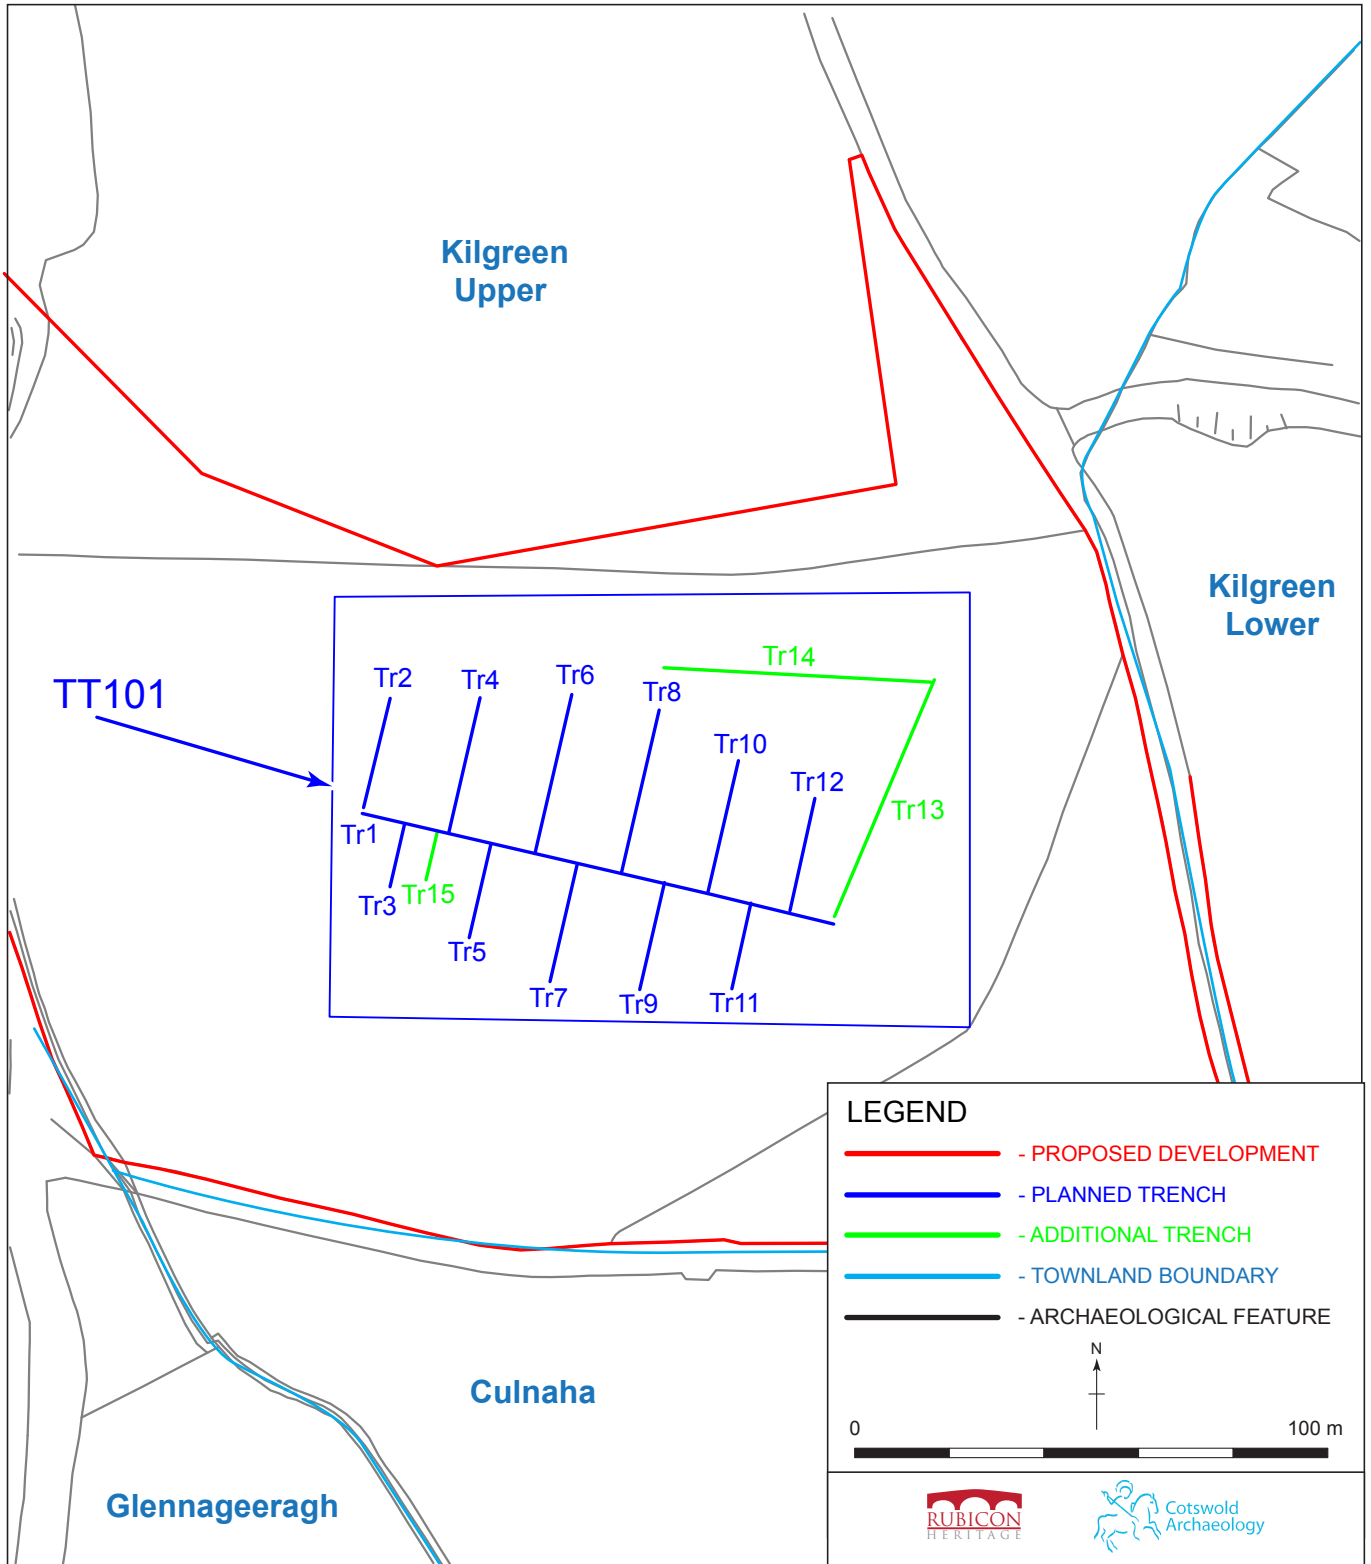 Kilgreen
Upper
Kilgreen
Lower
TT101
Tr14
Tr2
Tr4
Tr6
Tr8
Tr10
Tr12
Tr13
Tr1
Tr3
Tr15
Tr5
Tr7
Tr9
Tr11
LEGEND
- PROPOSED DEVELOPMENT
- PLANNED TRENCH
- ADDITIONAL TRENCH
- TOWNLAND BOUNDARY
- ARCHAEOLOGICAL FEATURE
N
0 100 m
Culnaha
Glennageeragh
RUBICON
HERITAGE
Cotswold
Archaeology